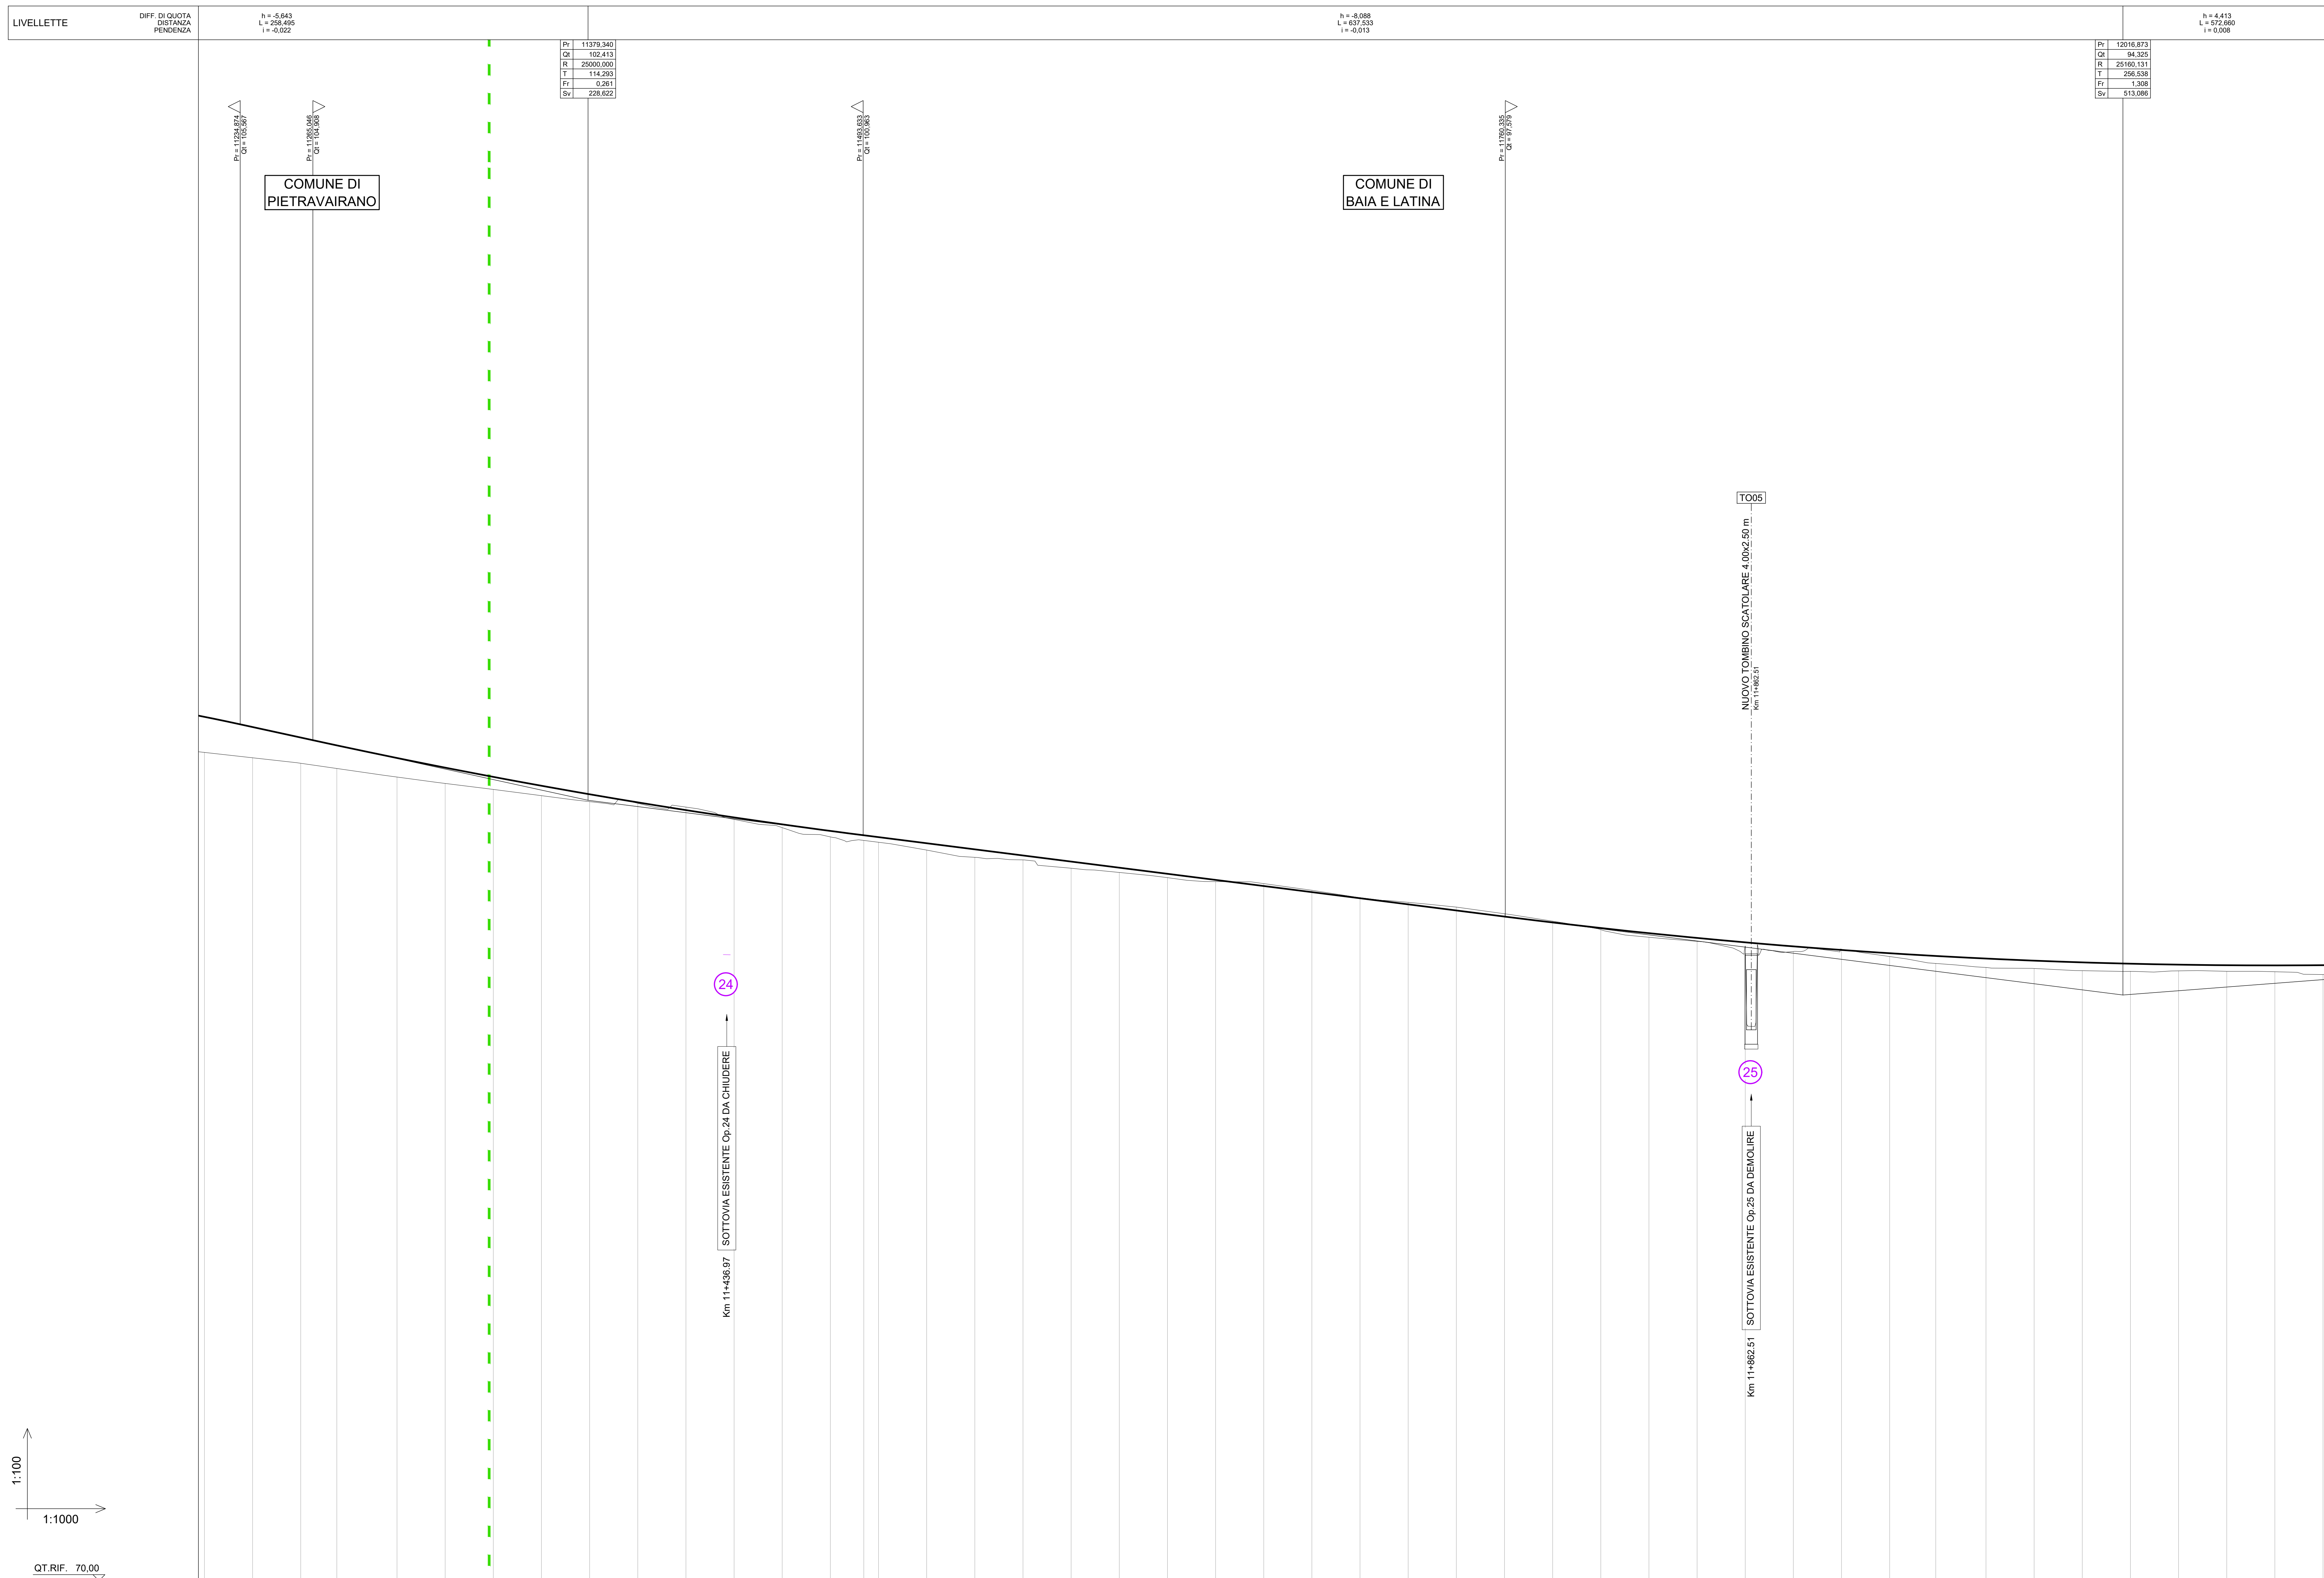 LIVELLETTE
DIFF. DI QUOTA
DISTANZA
PENDENZA
h = -5,643
L = 258,495
i = -0,022
h = -8,088
L = 637,533
i = -0,013
h = 4,413
L = 572,660
i = 0,008
Pr 11379,340
Qt 102,413
R 25000,000
T 114,293
Fr 0,261
Sv 228,622
Pr 12016,873
Qt 94,325
R 25160,131
T 256,538
Fr 1,308
Sv 513,086
Pr = 11234,874
Qt = 105,567
Pr = 11265,046
Qt = 104,908
Pr = 11493,633
Qt = 100,963
Pr = 11760,335
Qt = 97,579
COMUNE DI
PIETRAVAIRANO
COMUNE DI
BAIA E LATINA
TO05
NUOVO TOMBINO SCATOLARE 4.00x2.50 m
Km 11+862.51
24
SOTTOVIA ESISTENTE Op.24 DA CHIUDERE
Km 11+436.97
25
SOTTOVIA ESISTENTE Op.25 DA DEMOLIRE
Km 11+862.51
1:100
1:1000
QT.RIF. 70,00